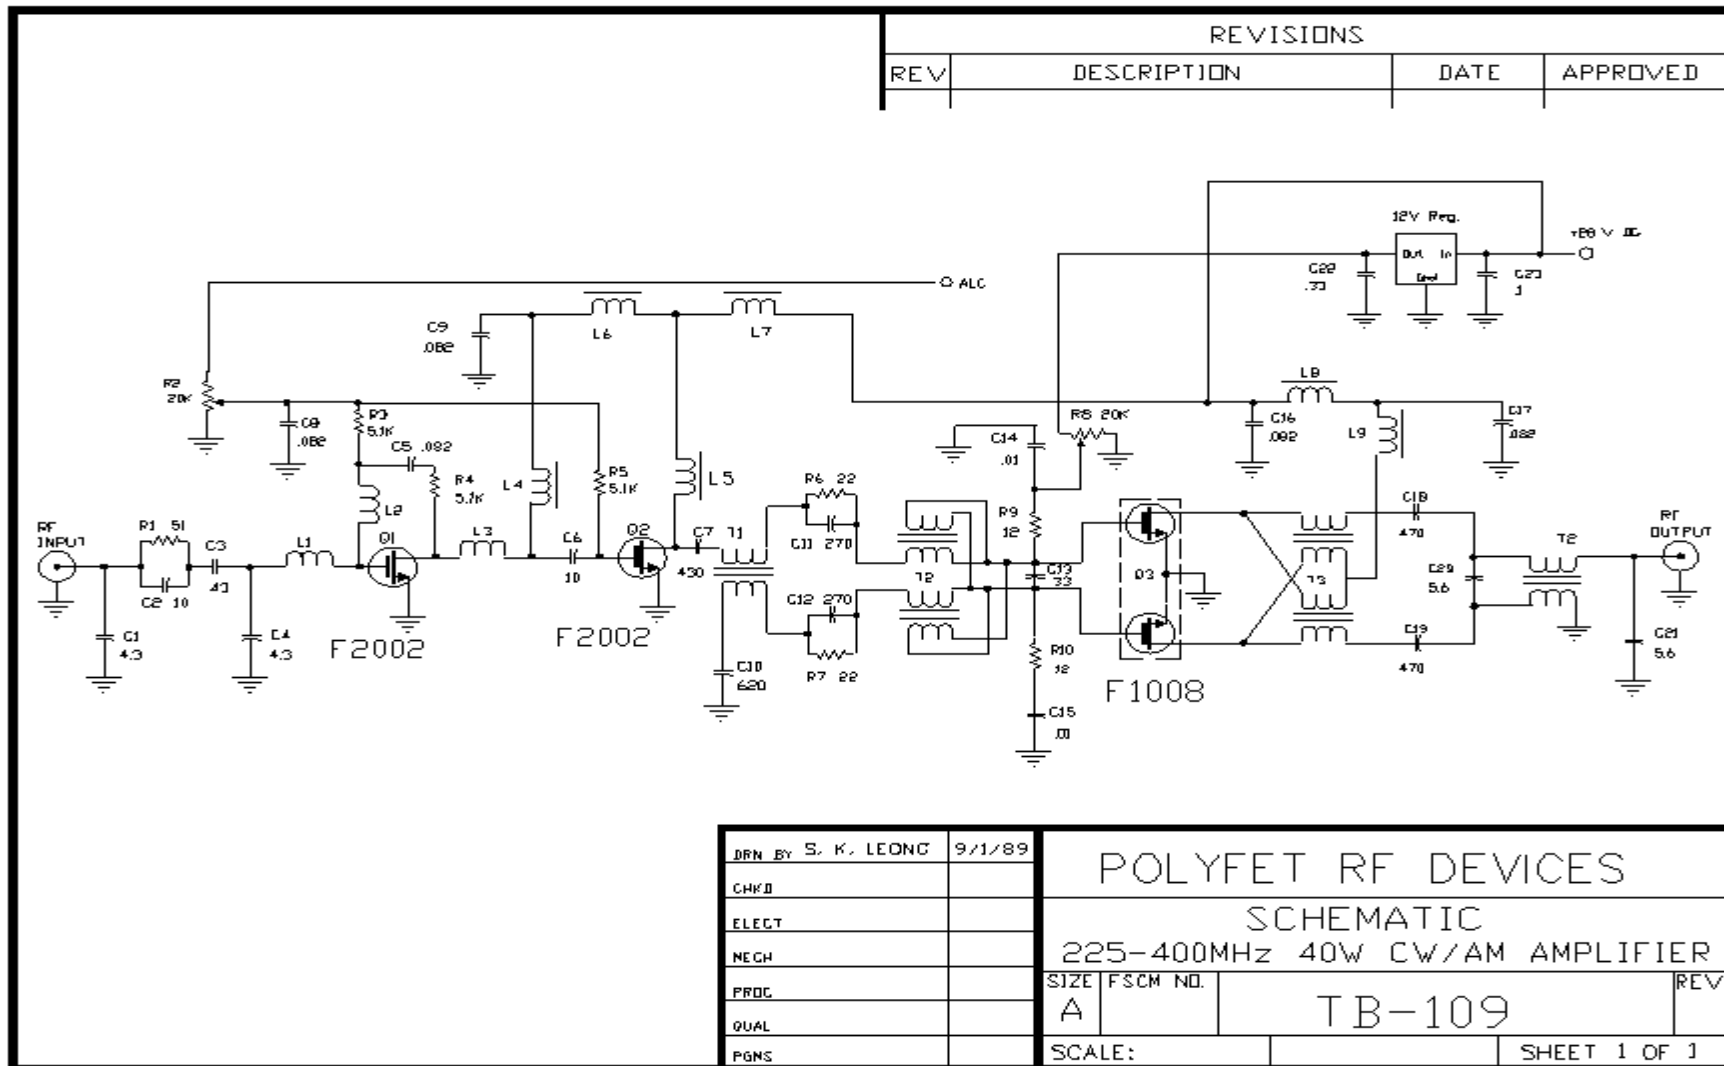 REVISIONS
REV DESCRIPTION DATE APPROVED
12V Reg.
Out In
Gnd
C22
.33
C23
1
ALC
C9
.082
L6
L7
L8
R2
20K
R3
5.1K
C8
.082
C5 .082
R4
5.1K
L2
L4
R5
5.1K
L5
C14
.01
R8 20K
C16
.082
L9
C17
.082
RF
INPUT
R1 51
C2 10
C3
43
L1
Q1
L3
C6
10
Q2
C7
430
T1
R6 22
C11 270
T2
R9
12
C13
33
Q3
T3
C18
470
C20
5.6
T2
RF
OUTPUT
C1
4.3
C4
4.3
F2002
F2002
C10
620
C12 270
R7 22
R10
12
C15
.01
F1008
C19
470
C21
5.6
DRN BY S. K. LEONG 9/1/89
CHKD
ELECT
MECH
PROC
QUAL
PGMS
POLYFET RF DEVICES
SCHEMATIC
225-400MHz 40W CW/AM AMPLIFIER
SIZE FSCM NO. REV
A TB-109
SCALE: SHEET 1 OF 1